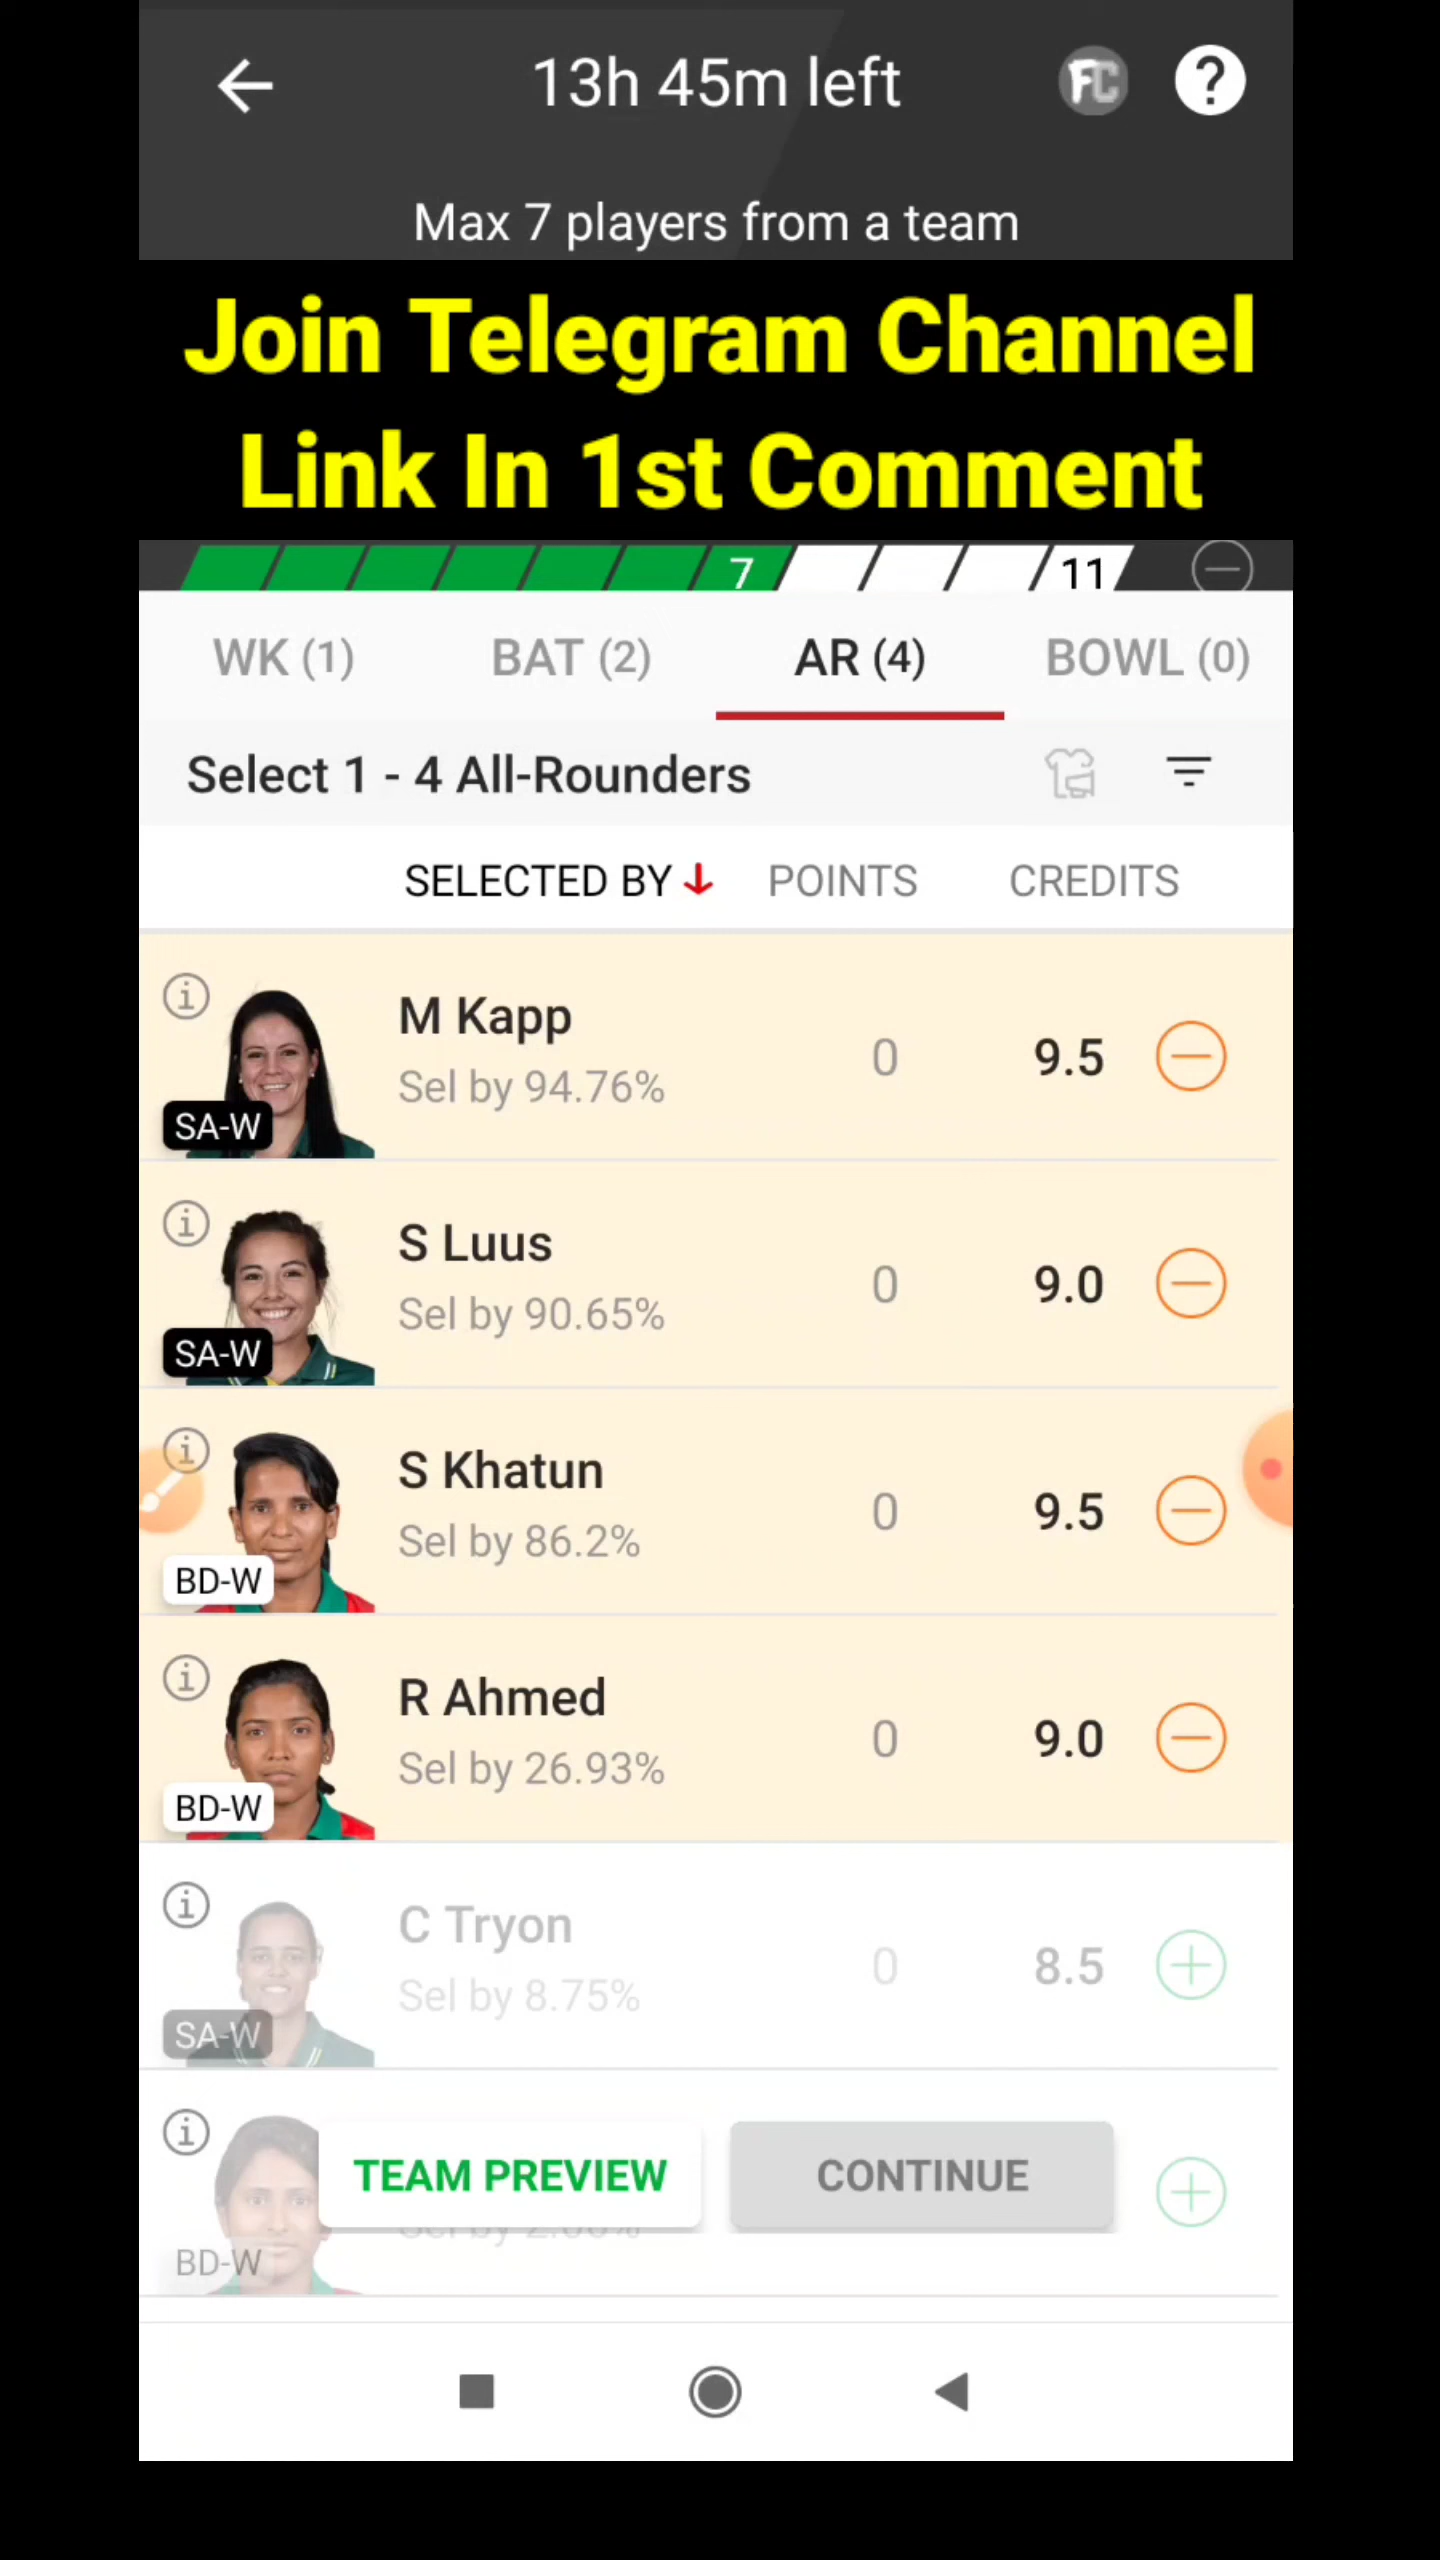 13h 45m left
FC
?
Max 7 players from a team
Join Telegram Channel
Link In 1st Comment
7
11
WK (1)
BAT (2)
AR (4)
BOWL (0)
Select 1 - 4 All-Rounders
SELECTED BY
POINTS
CREDITS
M Kapp
0
9.5
Sel by 94.76%
SA-W
S Luus
0
9.0
Sel by 90.65%
SA-W
S Khatun
0
9.5
Sel by 86.2%
BD-W
R Ahmed
0
9.0
Sel by 26.93%
BD-W
C Tryon
0
8.5
Sel by 8.75%
SA-W
TEAM PREVIEW
CONTINUE
Sel by
BD-W